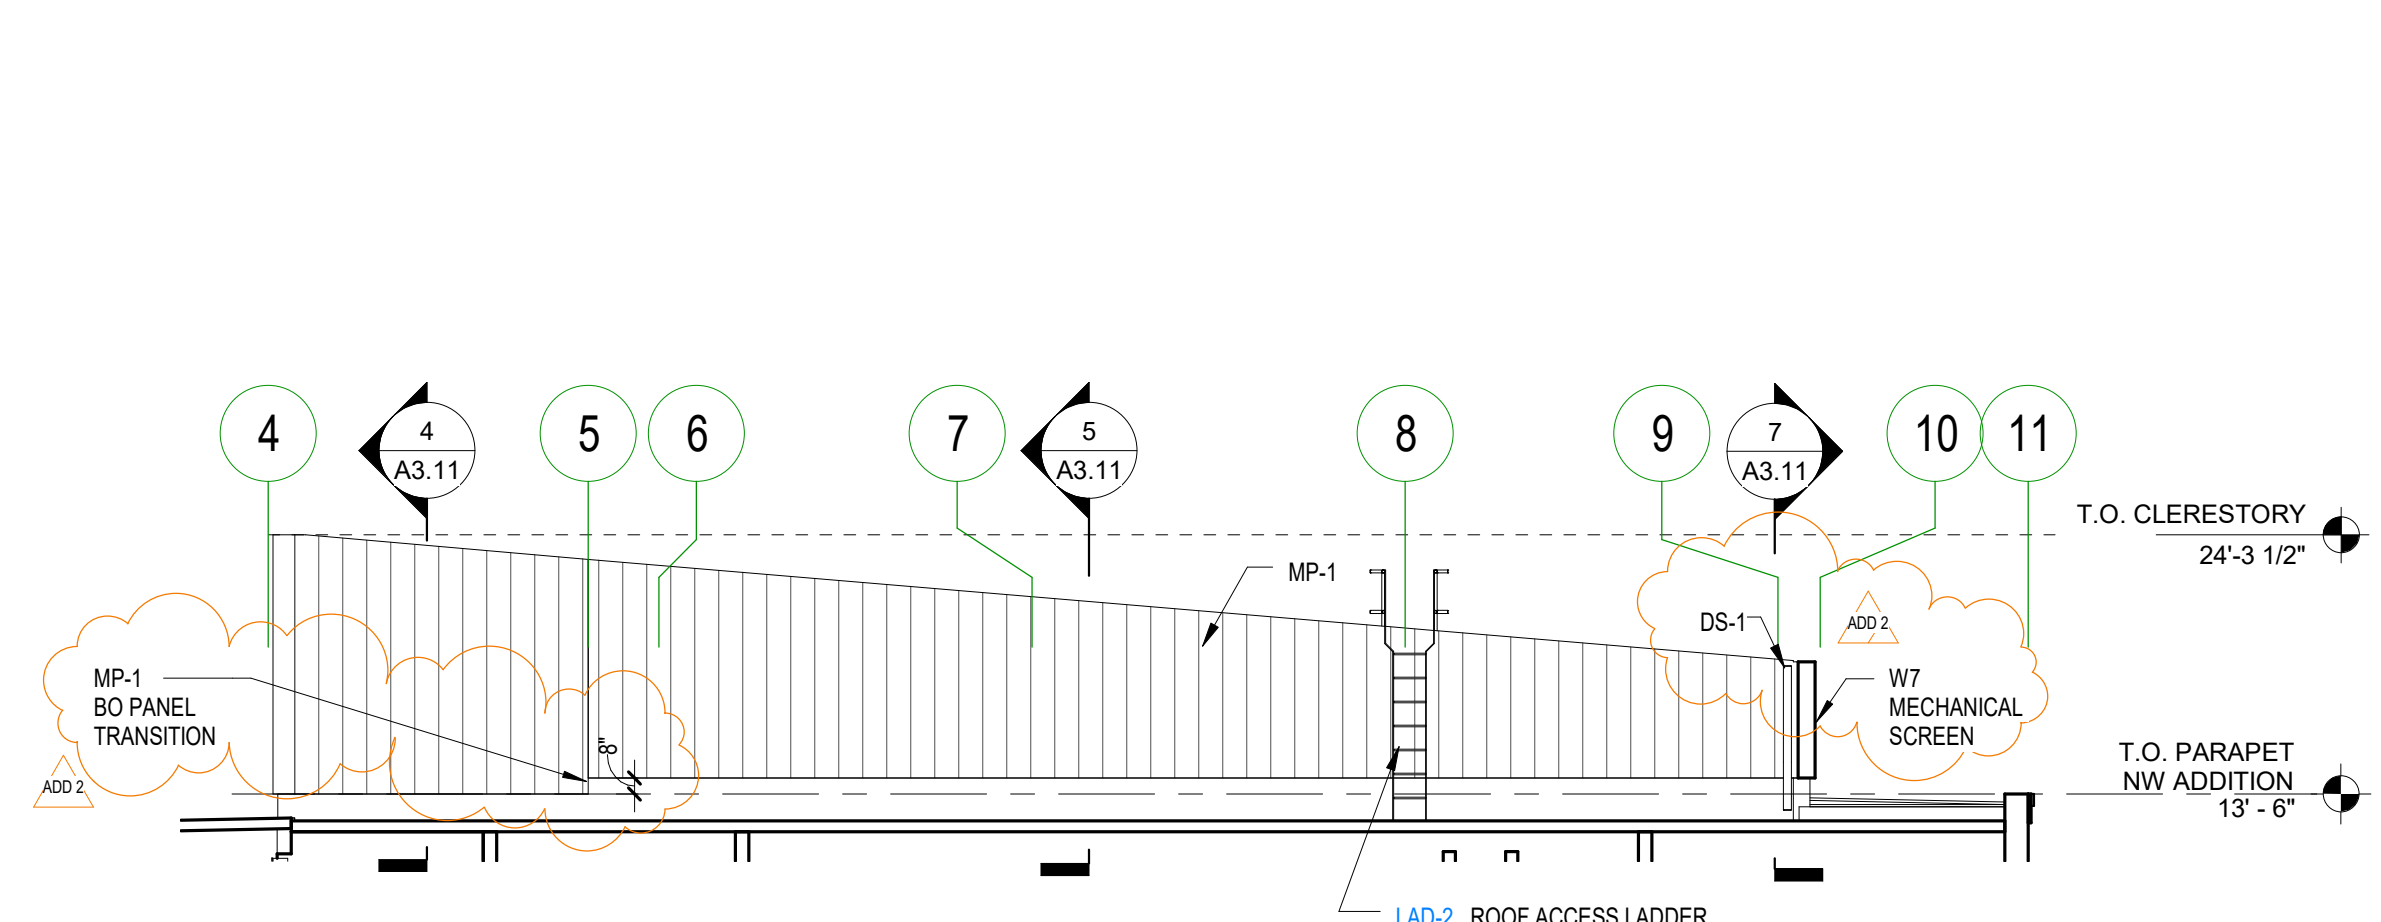 4
4
A3.11
5
6
7
5
A3.11
8
9
7
A3.11
10
11
T.O. CLERESTORY
24'-3 1/2"
MP-1
DS-1
ADD 2
MP-1
BO PANEL
TRANSITION
W7
MECHANICAL
SCREEN
8"
ADD 2
T.O. PARAPET
NW ADDITION
13' - 6"
LAD-2 ROOF ACCESS LADDER